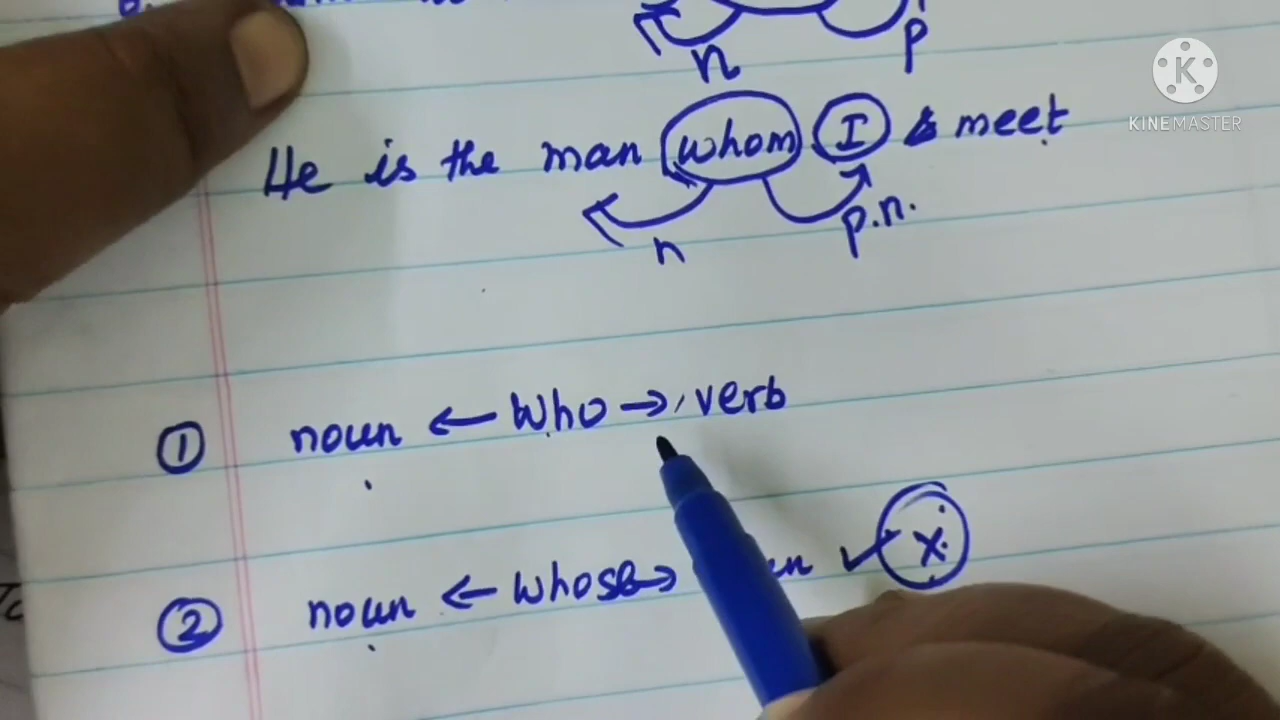 n p
He is the man whom I meet
n p.n.
① noun ← Who → verb
② noun ← whose →
KINEMASTER